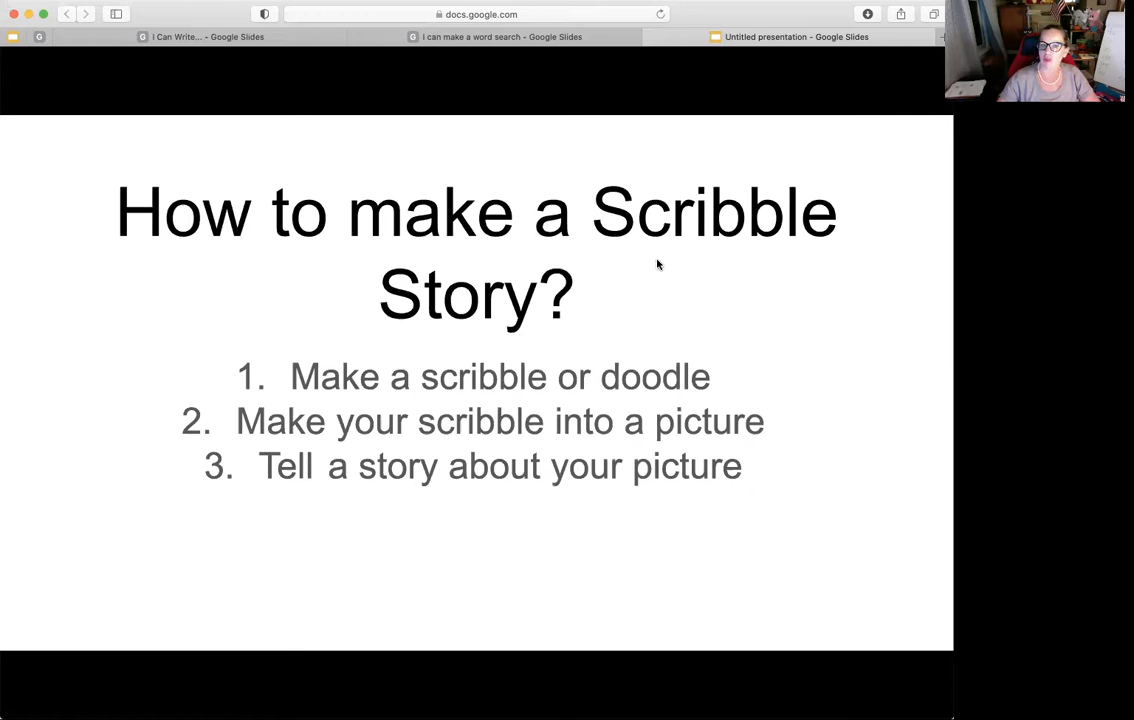 docs.google.com
I Can Write... - Google Slides
I can make a word search - Google Slides
Untitled presentation - Google Slides
How to make a Scribble
Story?
1. Make a scribble or doodle
2. Make your scribble into a picture
3. Tell a story about your picture